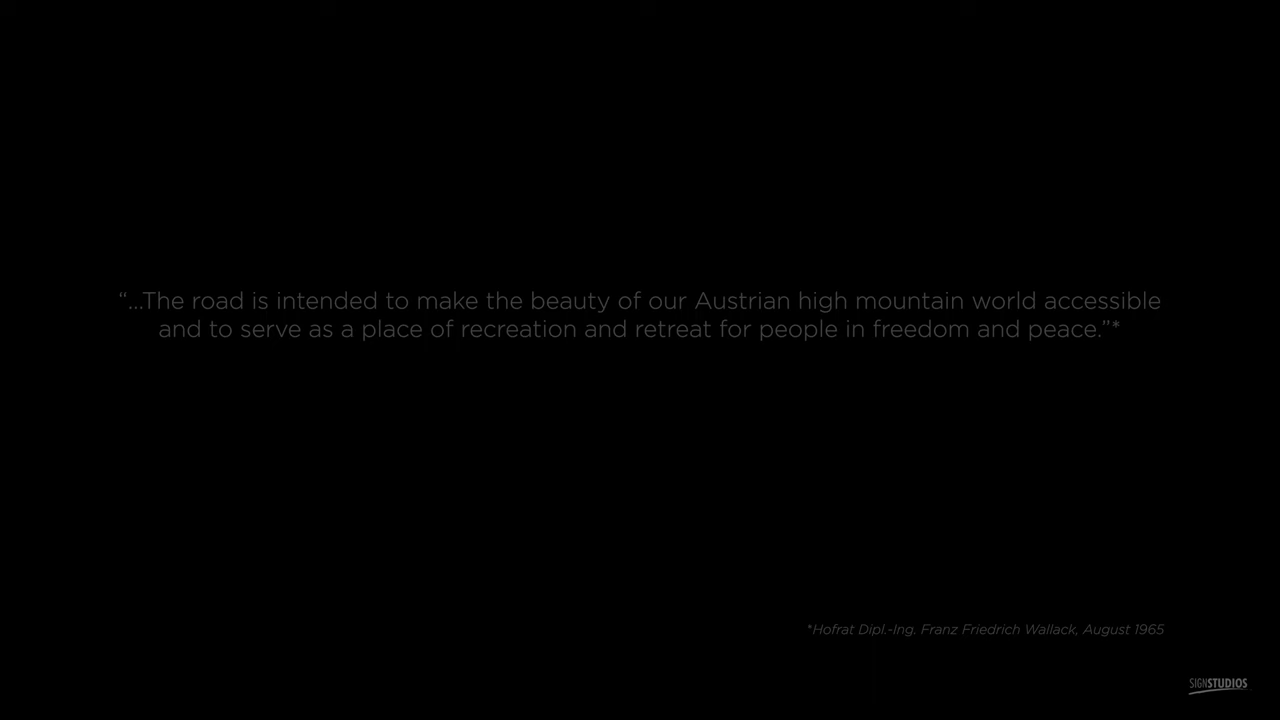 “...The road is intended to make the beauty of our Austrian high mountain world accessible
and to serve as a place of recreation and retreat for people in freedom and peace.”*
*Hofrat Dipl.-Ing. Franz Friedrich Wallack, August 1965
SIGNSTUDIOS